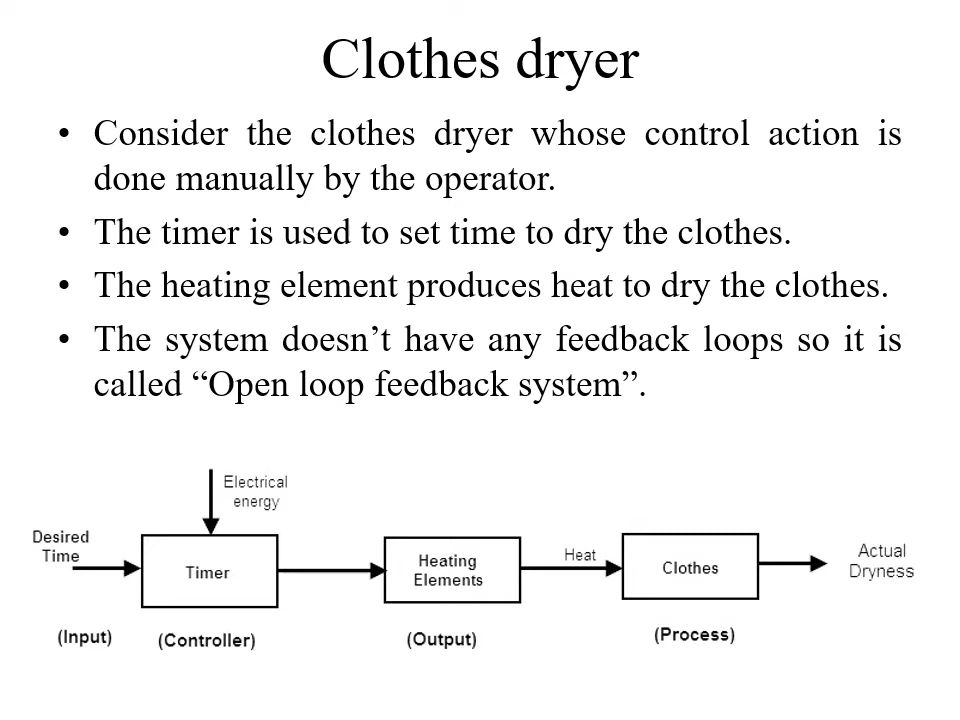 Clothes dryer
• Consider the clothes dryer whose control action is
done manually by the operator.
• The timer is used to set time to dry the clothes.
• The heating element produces heat to dry the clothes.
• The system doesn’t have any feedback loops so it is
called “Open loop feedback system”.
Electrical
energy
Desired
Time
Timer
Heating
Elements
Heat
Clothes
Actual
Dryness
(Input)
(Controller)
(Output)
(Process)